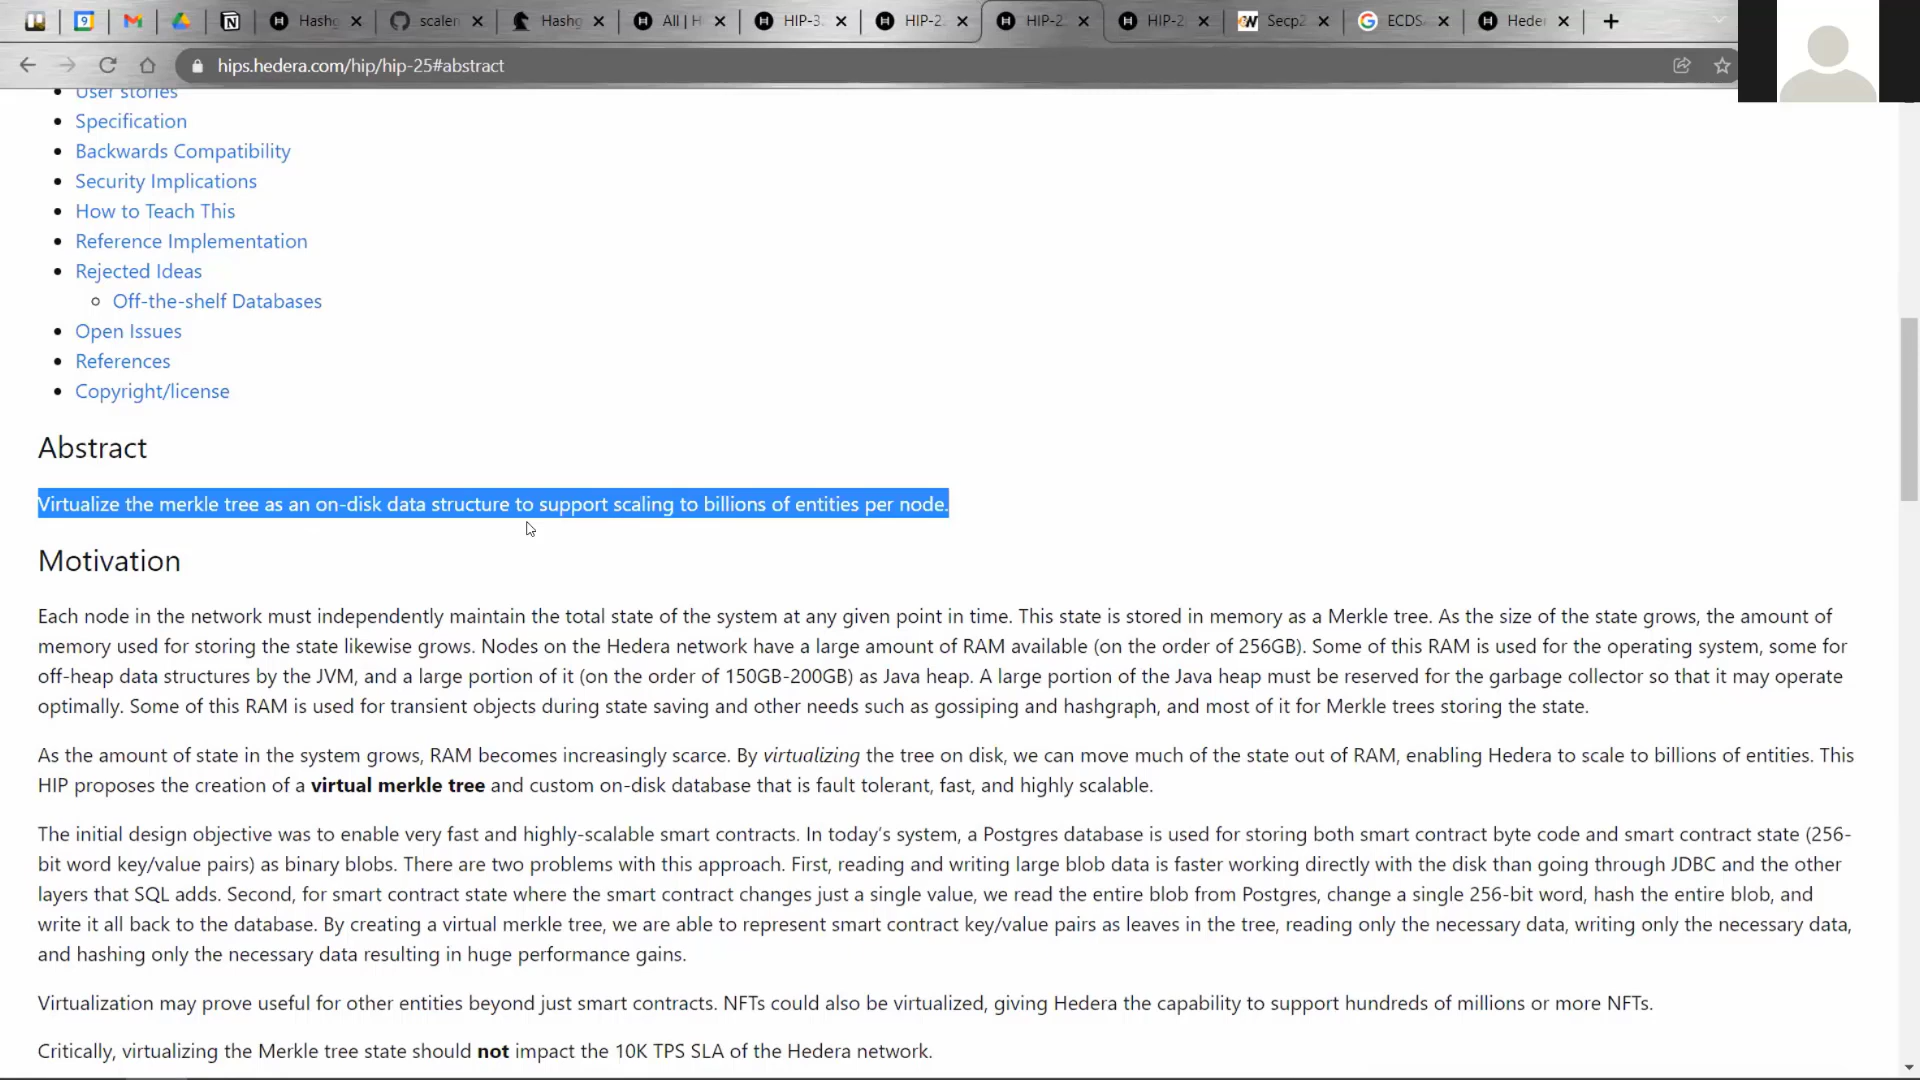 Hashg
scalen
Hashg
All | H
HIP-3
HIP-2
HIP-2
HIP-2
Secp2
ECDS
Heder
hips.hedera.com/hip/hip-25#abstract
User stories
Specification
Backwards Compatibility
Security Implications
How to Teach This
Reference Implementation
Rejected Ideas
Off-the-shelf Databases
Open Issues
References
Copyright/license
Abstract
Virtualize the merkle tree as an on-disk data structure to support scaling to billions of entities per node.
Motivation
Each node in the network must independently maintain the total state of the system at any given point in time. This state is stored in memory as a Merkle tree. As the size of the state grows, the amount of
memory used for storing the state likewise grows. Nodes on the Hedera network have a large amount of RAM available (on the order of 256GB). Some of this RAM is used for the operating system, some for
off-heap data structures by the JVM, and a large portion of it (on the order of 150GB-200GB) as Java heap. A large portion of the Java heap must be reserved for the garbage collector so that it may operate
optimally. Some of this RAM is used for transient objects during state saving and other needs such as gossiping and hashgraph, and most of it for Merkle trees storing the state.
As the amount of state in the system grows, RAM becomes increasingly scarce. By virtualizing the tree on disk, we can move much of the state out of RAM, enabling Hedera to scale to billions of entities. This
HIP proposes the creation of a virtual merkle tree and custom on-disk database that is fault tolerant, fast, and highly scalable.
The initial design objective was to enable very fast and highly-scalable smart contracts. In today's system, a Postgres database is used for storing both smart contract byte code and smart contract state (256-
bit word key/value pairs) as binary blobs. There are two problems with this approach. First, reading and writing large blob data is faster working directly with the disk than going through JDBC and the other
layers that SQL adds. Second, for smart contract state where the smart contract changes just a single value, we read the entire blob from Postgres, change a single 256-bit word, hash the entire blob, and
write it all back to the database. By creating a virtual merkle tree, we are able to represent smart contract key/value pairs as leaves in the tree, reading only the necessary data, writing only the necessary data,
and hashing only the necessary data resulting in huge performance gains.
Virtualization may prove useful for other entities beyond just smart contracts. NFTs could also be virtualized, giving Hedera the capability to support hundreds of millions or more NFTs.
Critically, virtualizing the Merkle tree state should not impact the 10K TPS SLA of the Hedera network.